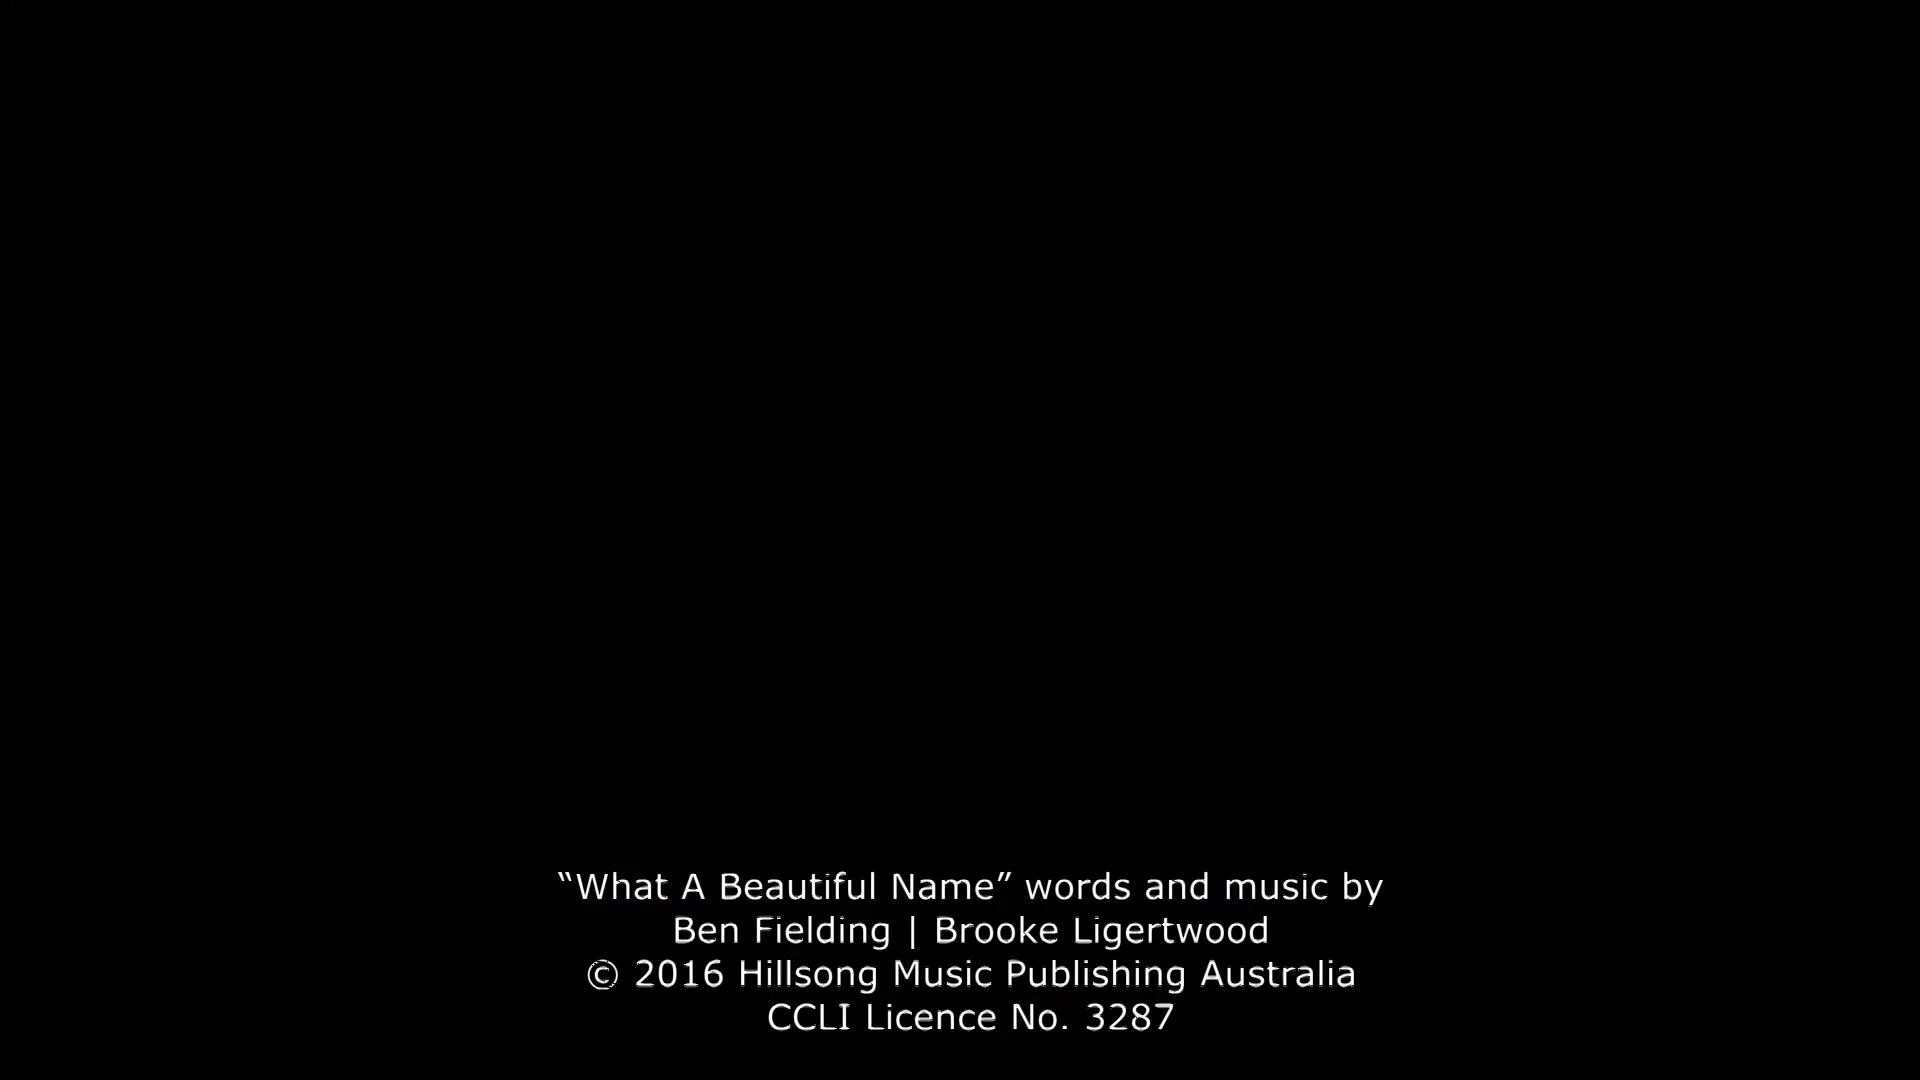 “What A Beautiful Name” words and music by
Ben Fielding | Brooke Ligertwood
© 2016 Hillsong Music Publishing Australia
CCLI Licence No. 3287